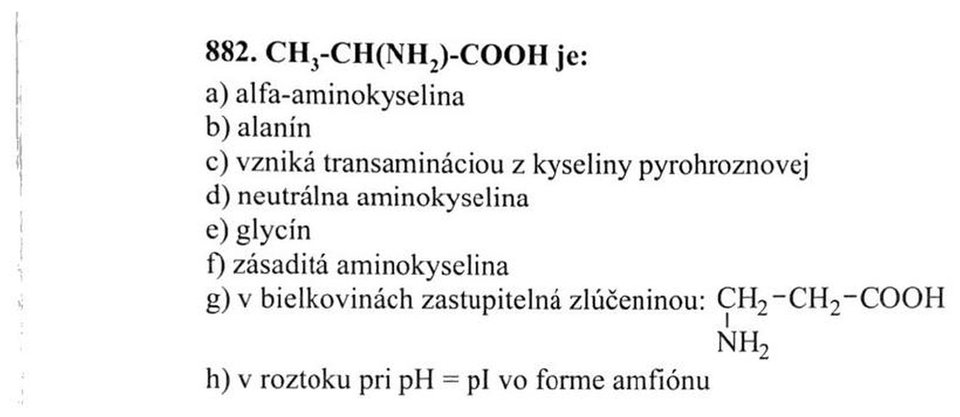 882. CH₃-CH(NH₂)-COOH je:
a) alfa-aminokyselina
b) alanín
c) vzniká transamináciou z kyseliny pyrohroznovej
d) neutrálna aminokyselina
e) glycín
f) zásaditá aminokyselina
g) v bielkovinách zastupitelná zlúčeninou: CH₂-CH₂-COOH
NH₂
h) v roztoku pri pH = pI vo forme amfiónu